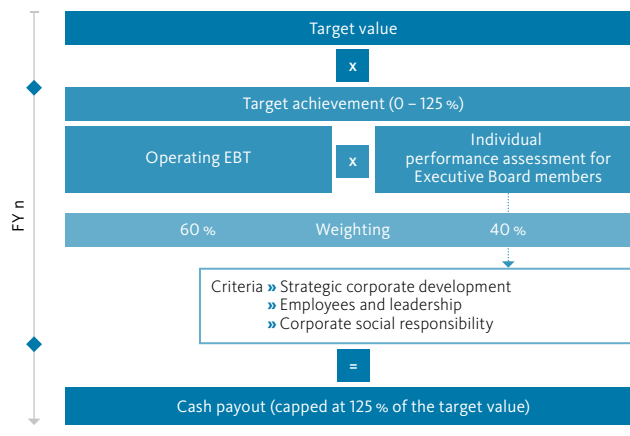 Target value
x
Target achievement (0 – 125 %)
Operating EBT
x
Individual
performance assessment for
Executive Board members
FY n
60 %
Weighting
40 %
Criteria » Strategic corporate development
» Employees and leadership
» Corporate social responsibility
=
Cash payout (capped at 125 % of the target value)